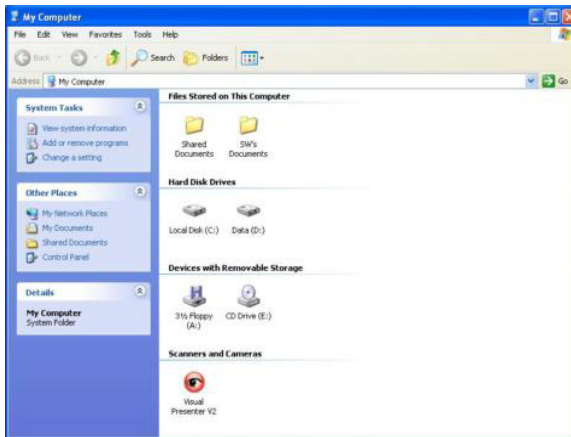 My Computer
File Edit View Favorites Tools Help
Back Search Folders
Address My Computer Go
System Tasks
View system information
Add or remove programs
Change a setting
Other Places
My Network Places
My Documents
Shared Documents
Control Panel
Details
My Computer
System Folder
Files Stored on This Computer
Shared Documents
SW's Documents
Hard Disk Drives
Local Disk (C:) Data (D:)
Devices with Removable Storage
3½ Floppy (A:)
CD Drive (E:)
Scanners and Cameras
Visual
Presenter V2